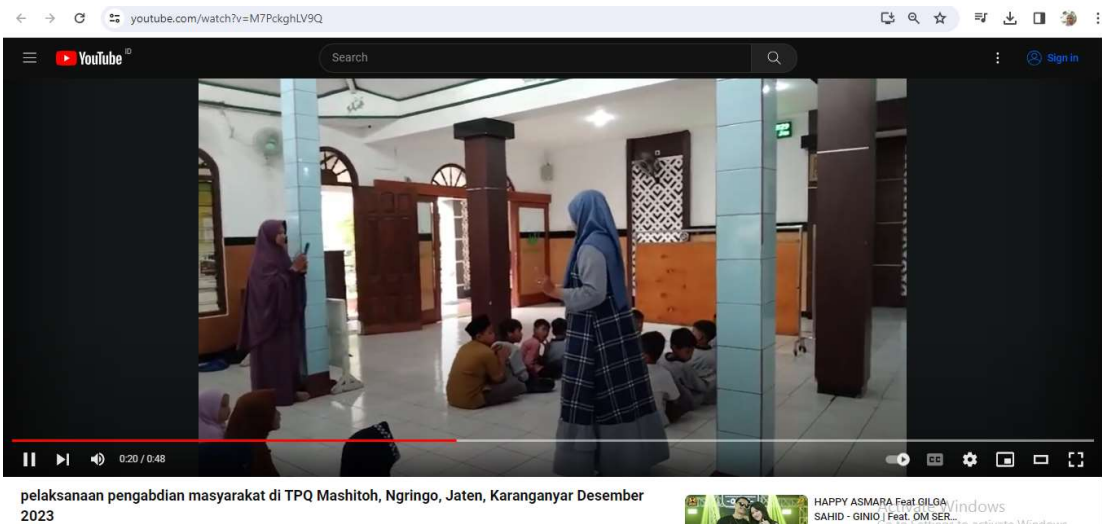 youtube.com/watch?v=M7PckghLV9Q
YouTube ID
Search
Sign in
0:20 / 0:48
CC
pelaksanaan pengabdian masyarakat di TPQ Mashitoh, Ngringo, Jaten, Karanganyar Desember
2023
HAPPY ASMARA Feat GILGA
SAHID - GINIO | Feat. OM SER...
Activate Windows